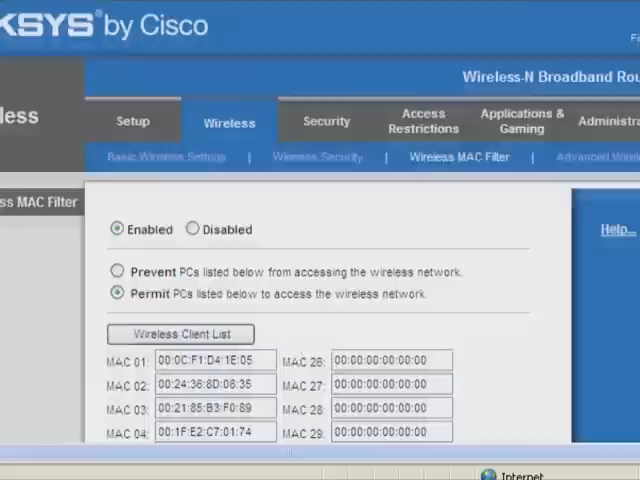 KSYS® by Cisco
Fi
Wireless-N Broadband Rou
less
Setup
Wireless
Security
Access Restrictions
Applications & Gaming
Administra
Basic Wireless Settings | Wireless Security | Wireless MAC Filter | Advanced Wirele
ss MAC Filter
Enabled Disabled
Help...
Prevent PCs listed below from accessing the wireless network.
Permit PCs listed below to access the wireless network.
Wireless Client List
MAC 01: 00:0C:F1:D4:1E:05 MAC 26: 00:00:00:00:00:00
MAC 02: 00:24:36:8D:08:35 MAC 27: 00:00:00:00:00:00
MAC 03: 00:21:85:B3:F0:89 MAC 28: 00:00:00:00:00:00
MAC 04: 00:1F:E2:C7:01:74 MAC 29: 00:00:00:00:00:00
Internet